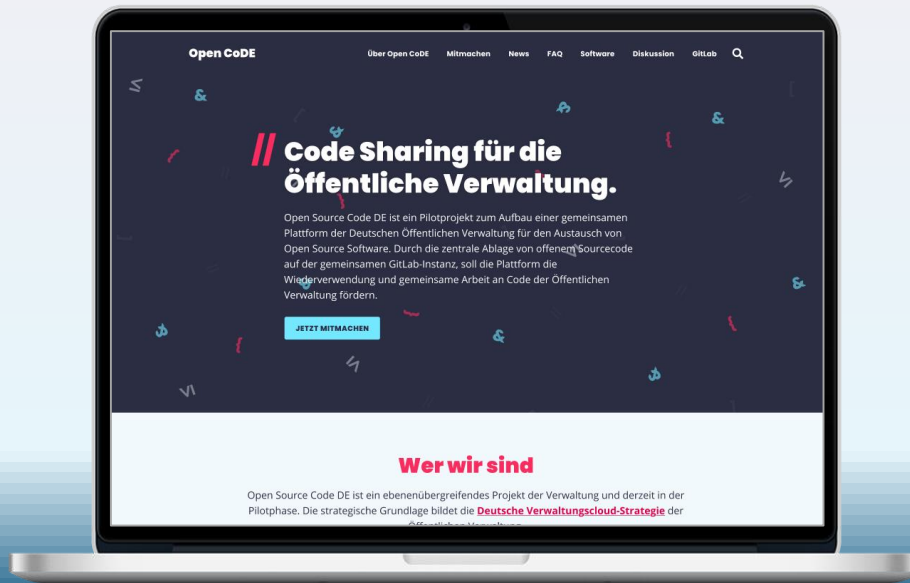 Open CoDE
Über Open CoDE Mitmachen News FAQ Software Diskussion GitLab
// Code Sharing für die
Öffentliche Verwaltung.
Open Source Code DE ist ein Pilotprojekt zum Aufbau einer gemeinsamen
Plattform der Deutschen Öffentlichen Verwaltung für den Austausch von
Open Source Software. Durch die zentrale Ablage von offenem Sourcecode
auf der gemeinsamen GitLab-Instanz, soll die Plattform die
Wiederverwendung und gemeinsame Arbeit an Code der Öffentlichen
Verwaltung fördern.
JETZT MITMACHEN
Wer wir sind
Open Source Code DE ist ein ebenenübergreifendes Projekt der Verwaltung und derzeit in der
Pilotphase. Die strategische Grundlage bildet die Deutsche Verwaltungscloud-Strategie der
Öffentlichen Verwaltung